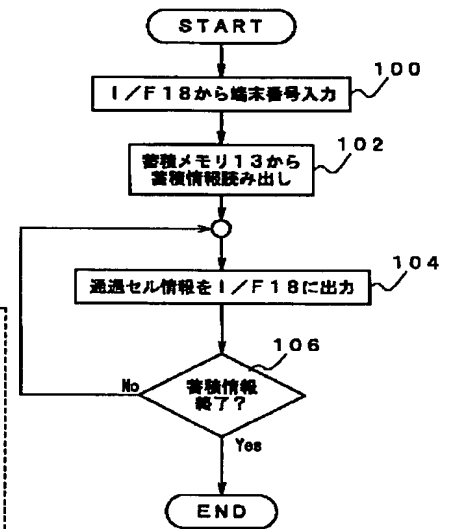 START
100
I/F18から端末番号入力
102
蓄積メモリ13から
蓄積情報読み出し
104
通過セル情報をI/F18に出力
106
蓄積情報
終了?
No
Yes
END